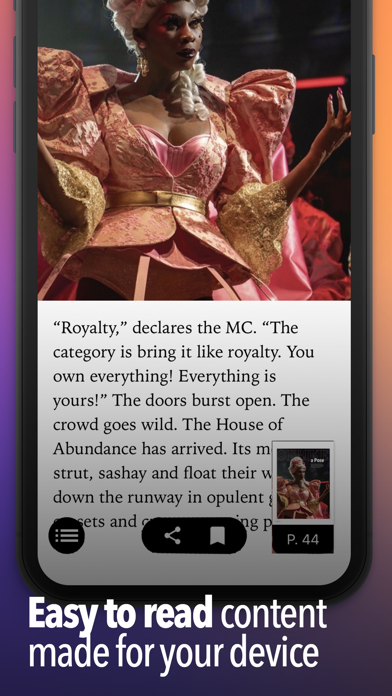 “Royalty,” declares the MC. “The
category is bring it like royalty. You
own everything! Everything is
yours!” The doors burst open. The
crowd goes wild. The House of
Abundance has arrived. Its
strut, sashay and float their
down the runway in opulent
and
a Pose
P. 44
Easy to read content
made for your device